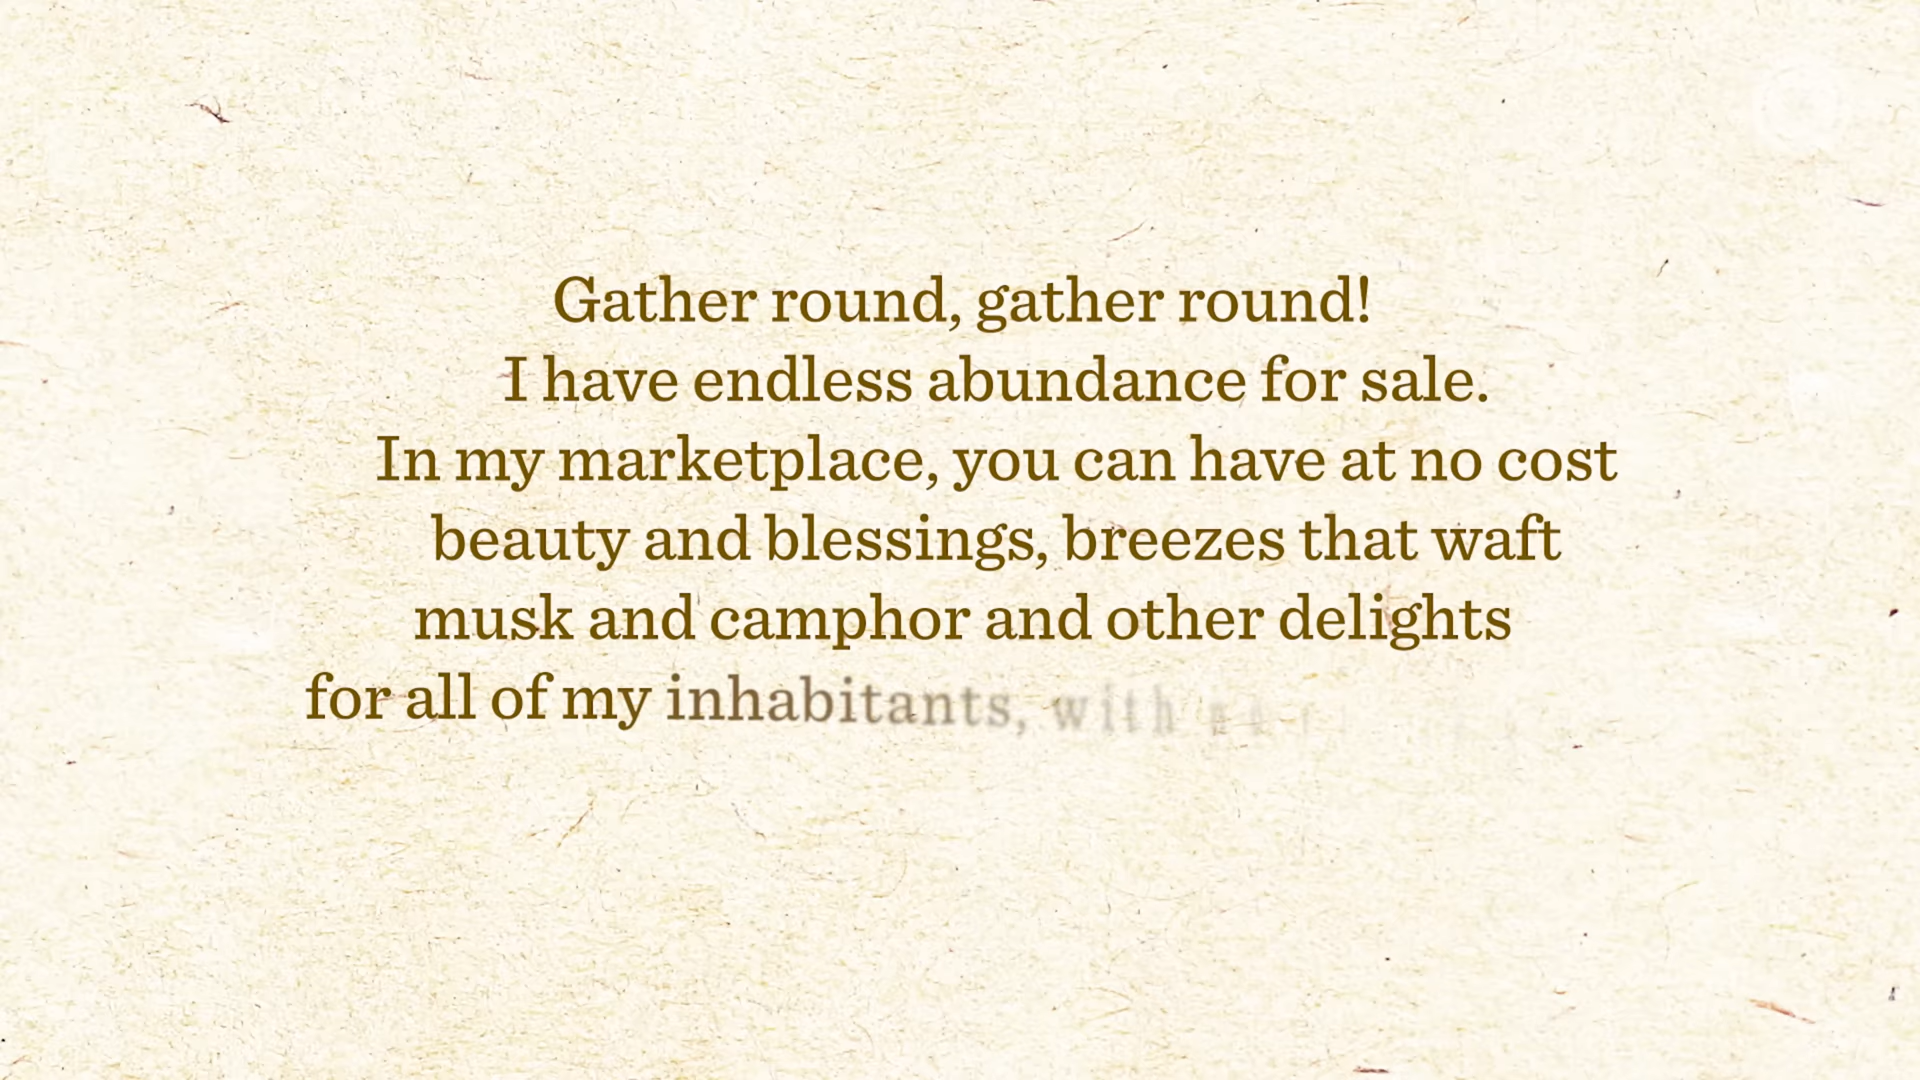 Gather round, gather round!
I have endless abundance for sale.
In my marketplace, you can have at no cost
beauty and blessings, breezes that waft
musk and camphor and other delights
for all of my inhabitants, with